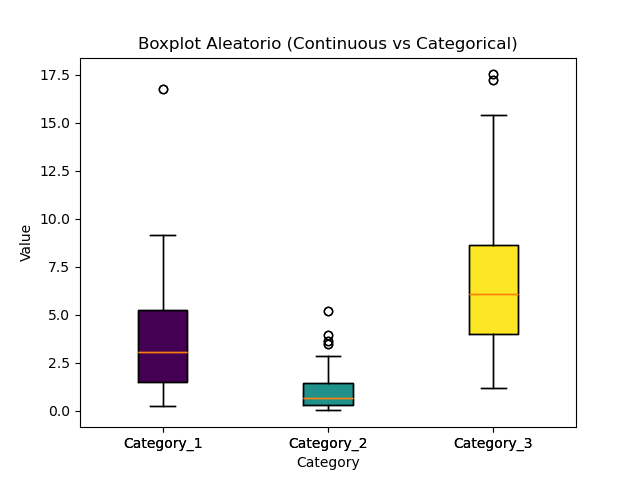 Boxplot Aleatorio (Continuous vs Categorical)
17.5
15.0
12.5
10.0
7.5
5.0
2.5
0.0
Value
Category_1 Category_2 Category_3
Category